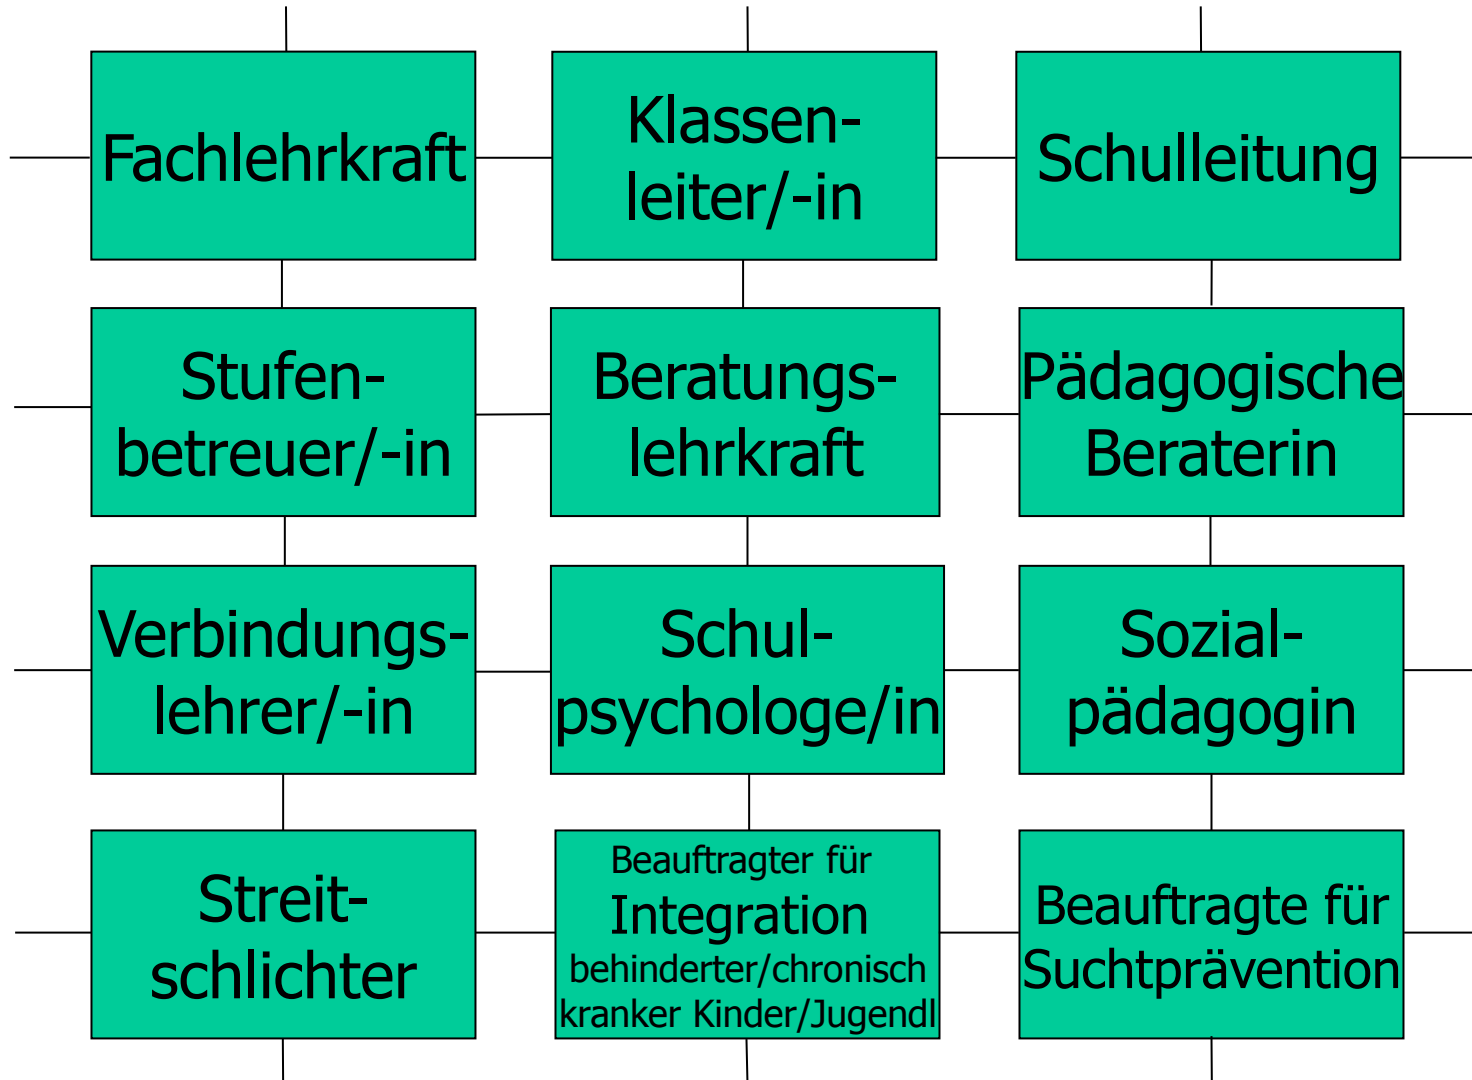 Fachlehrkraft
Klassen-
leiter/-in
Schulleitung
Stufen-
betreuer/-in
Beratungs-
lehrkraft
Pädagogische
Beraterin
Verbindungs-
lehrer/-in
Schul-
psychologe/in
Sozial-
pädagogin
Streit-
schlichter
Beauftragter für
Integration
behinderter/chronisch
kranker Kinder/Jugendl
Beauftragte für
Suchtprävention